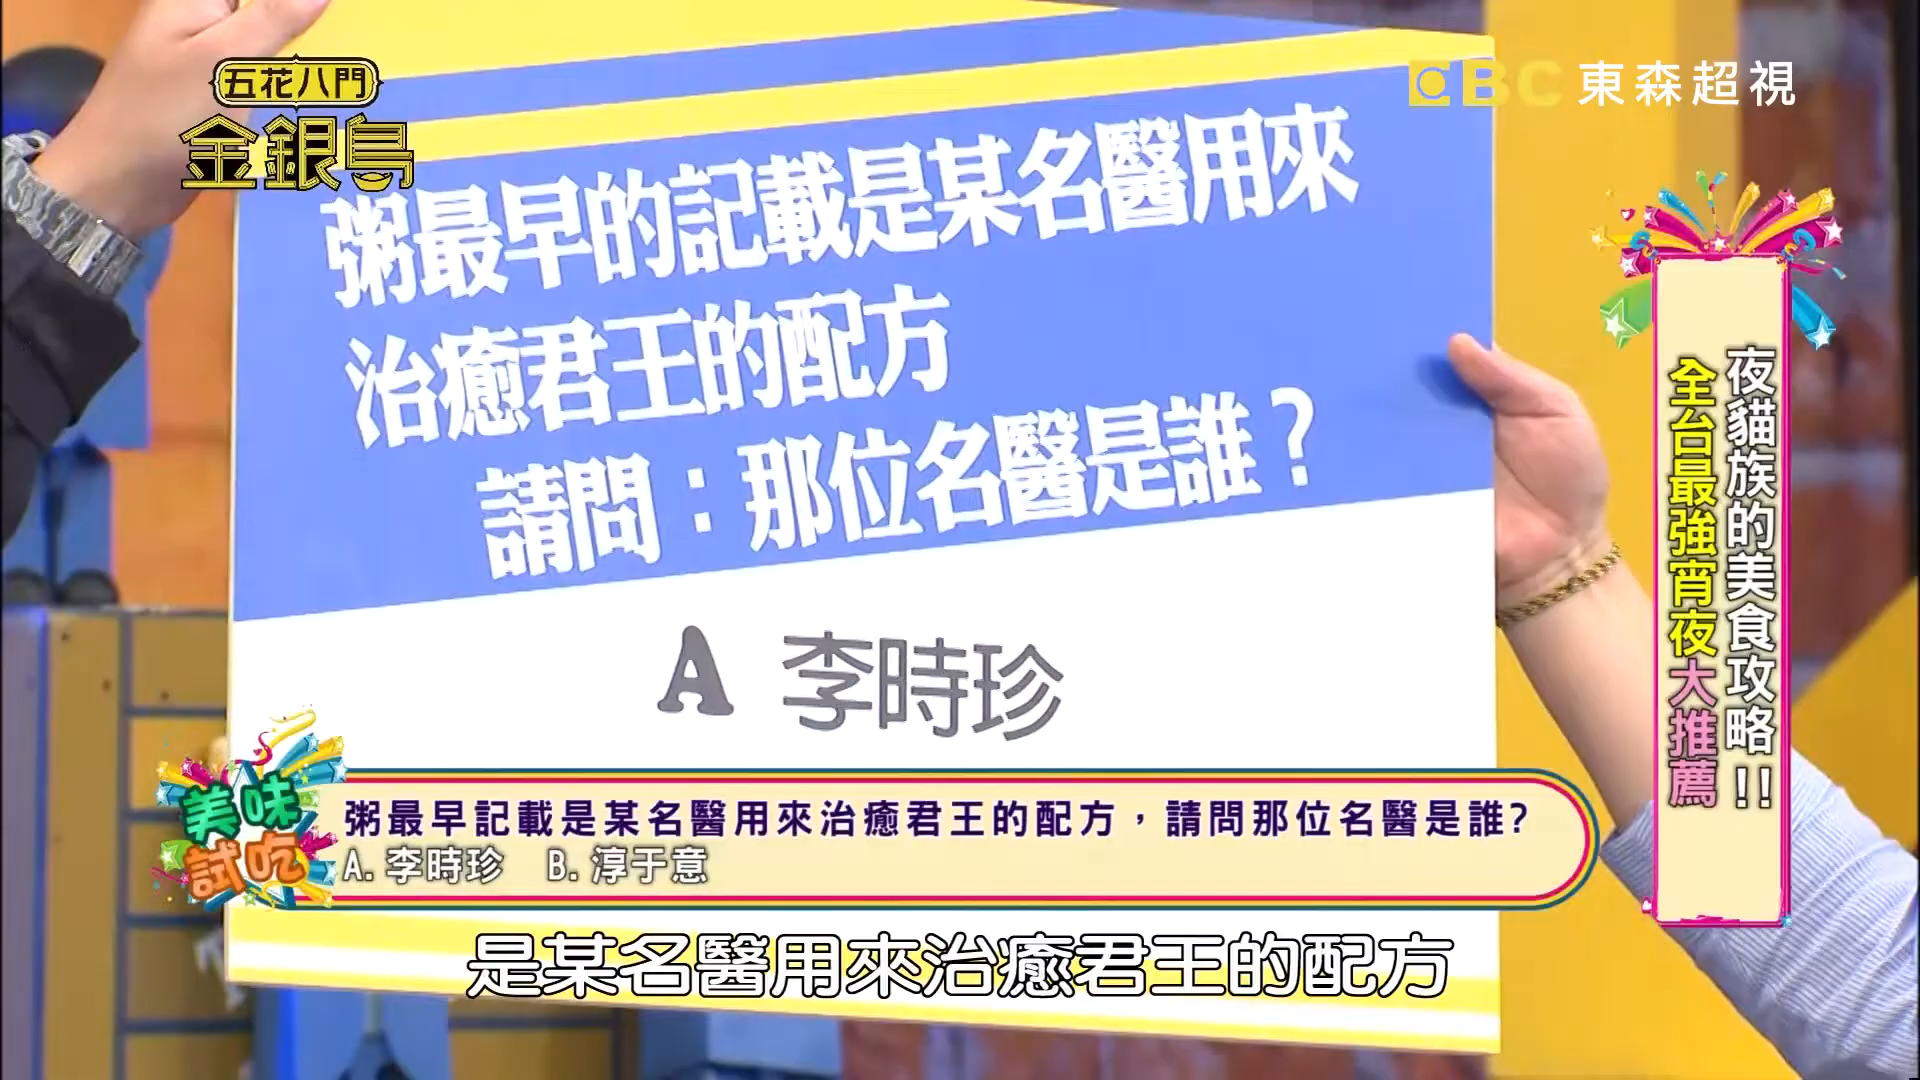 五花八門
金銀島
EBC 東森超視
粥最早的記載是某名醫用來
治癒君王的配方
請問：那位名醫是誰？
A 李時珍
夜貓族的美食攻略!!
全台最強宵夜大推薦
美味
試吃
粥最早記載是某名醫用來治癒君王的配方，請問那位名醫是誰?
A. 李時珍 B. 淳于意
是某名醫用來治癒君王的配方